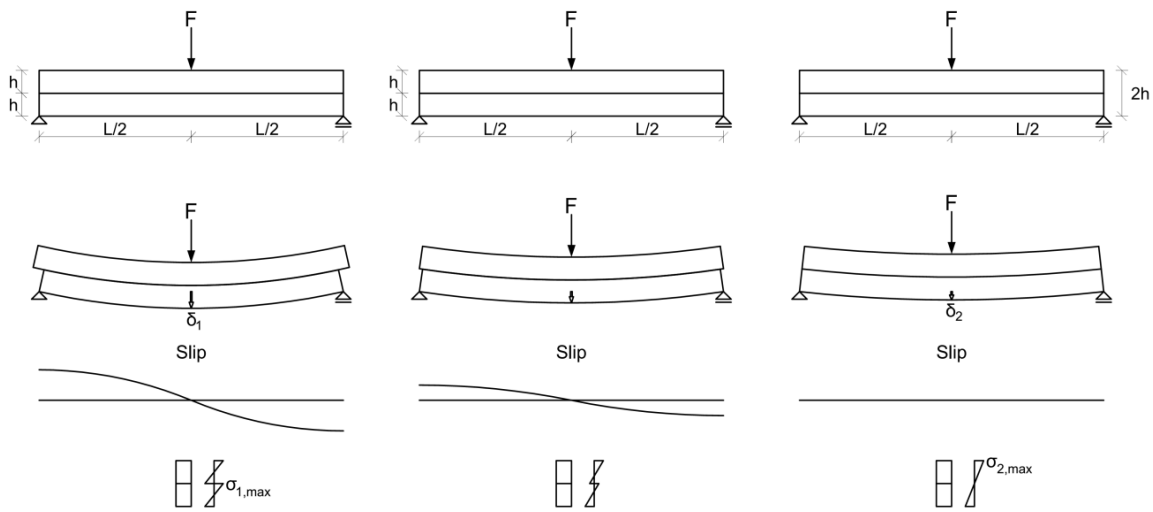 F F F
h h
h h 2h
L/2 L/2 L/2 L/2 L/2 L/2
F F F
δ₁ δ₂
Slip Slip Slip
σ₁,max σ₂,max